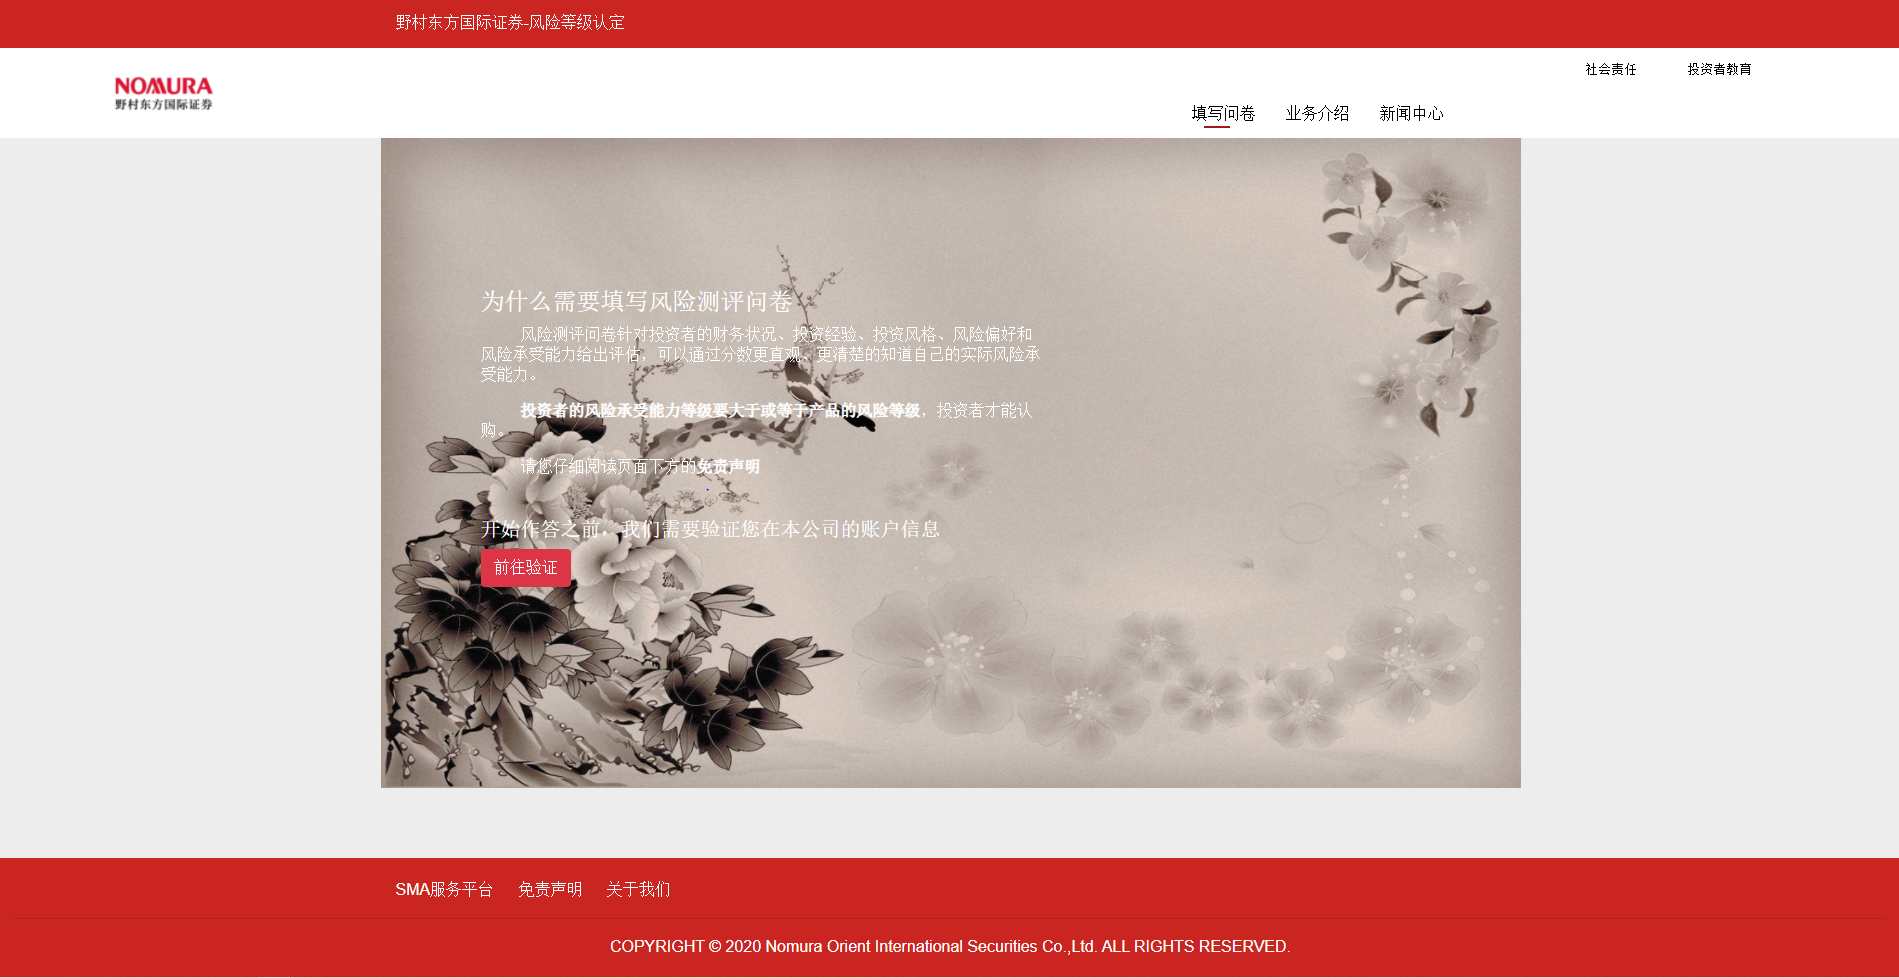 野村东方国际证券-风险等级认定
NOMURA
野村东方国际证券
社会责任 投资者教育
填写问卷 业务介绍 新闻中心
为什么需要填写风险测评问卷
风险测评问卷针对投资者的财务状况、投资经验、投资风格、风险偏好和
风险承受能力给出评估，可以通过分数更直观、更清楚的知道自己的实际风险承
受能力。
投资者的风险承受能力等级要大于或等于产品的风险等级，投资者才能认
购。
请您仔细阅读页面下方的免责声明
开始作答之前，我们需要验证您在本公司的账户信息
前往验证
SMA服务平台 免责声明 关于我们
COPYRIGHT © 2020 Nomura Orient International Securities Co.,Ltd. ALL RIGHTS RESERVED.